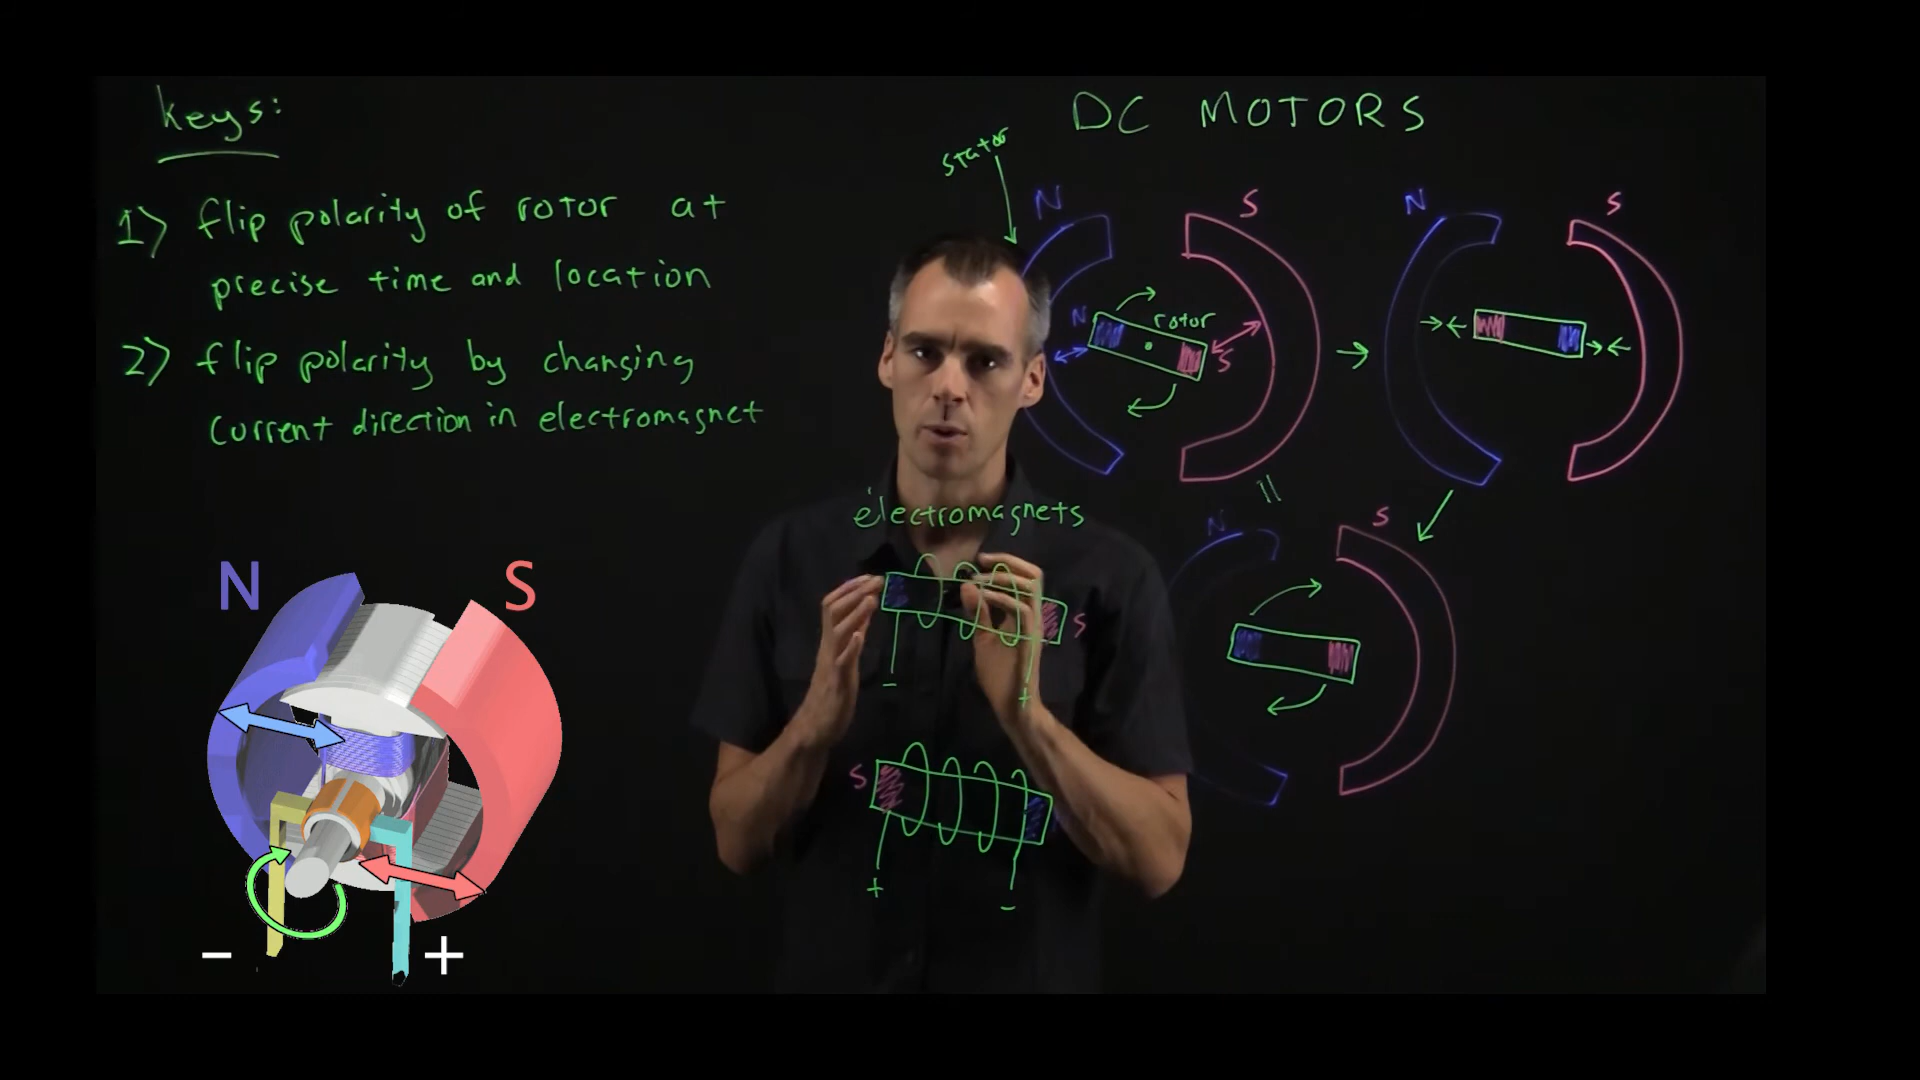 keys:
1) flip polarity of rotor at
precise time and location
2) flip polarity by changing
current direction in electromagnet
DC MOTORS
stator
N
S
N
S
N
rotor
S
electromagnets
S
-
+
S
+
-
N
S
N
S
-
+